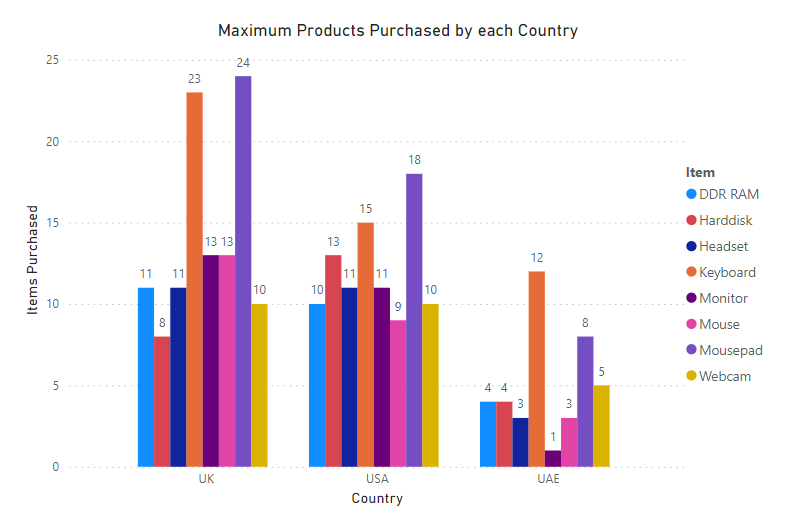 Maximum Products Purchased by each Country
25
20
15
10
5
0
Items Purchased
11 8 11 23 13 13 24 10
10 13 11 15 11 9 18 10
4 4 3 12 1 3 8 5
UK USA UAE
Country
Item
DDR RAM
Harddisk
Headset
Keyboard
Monitor
Mouse
Mousepad
Webcam